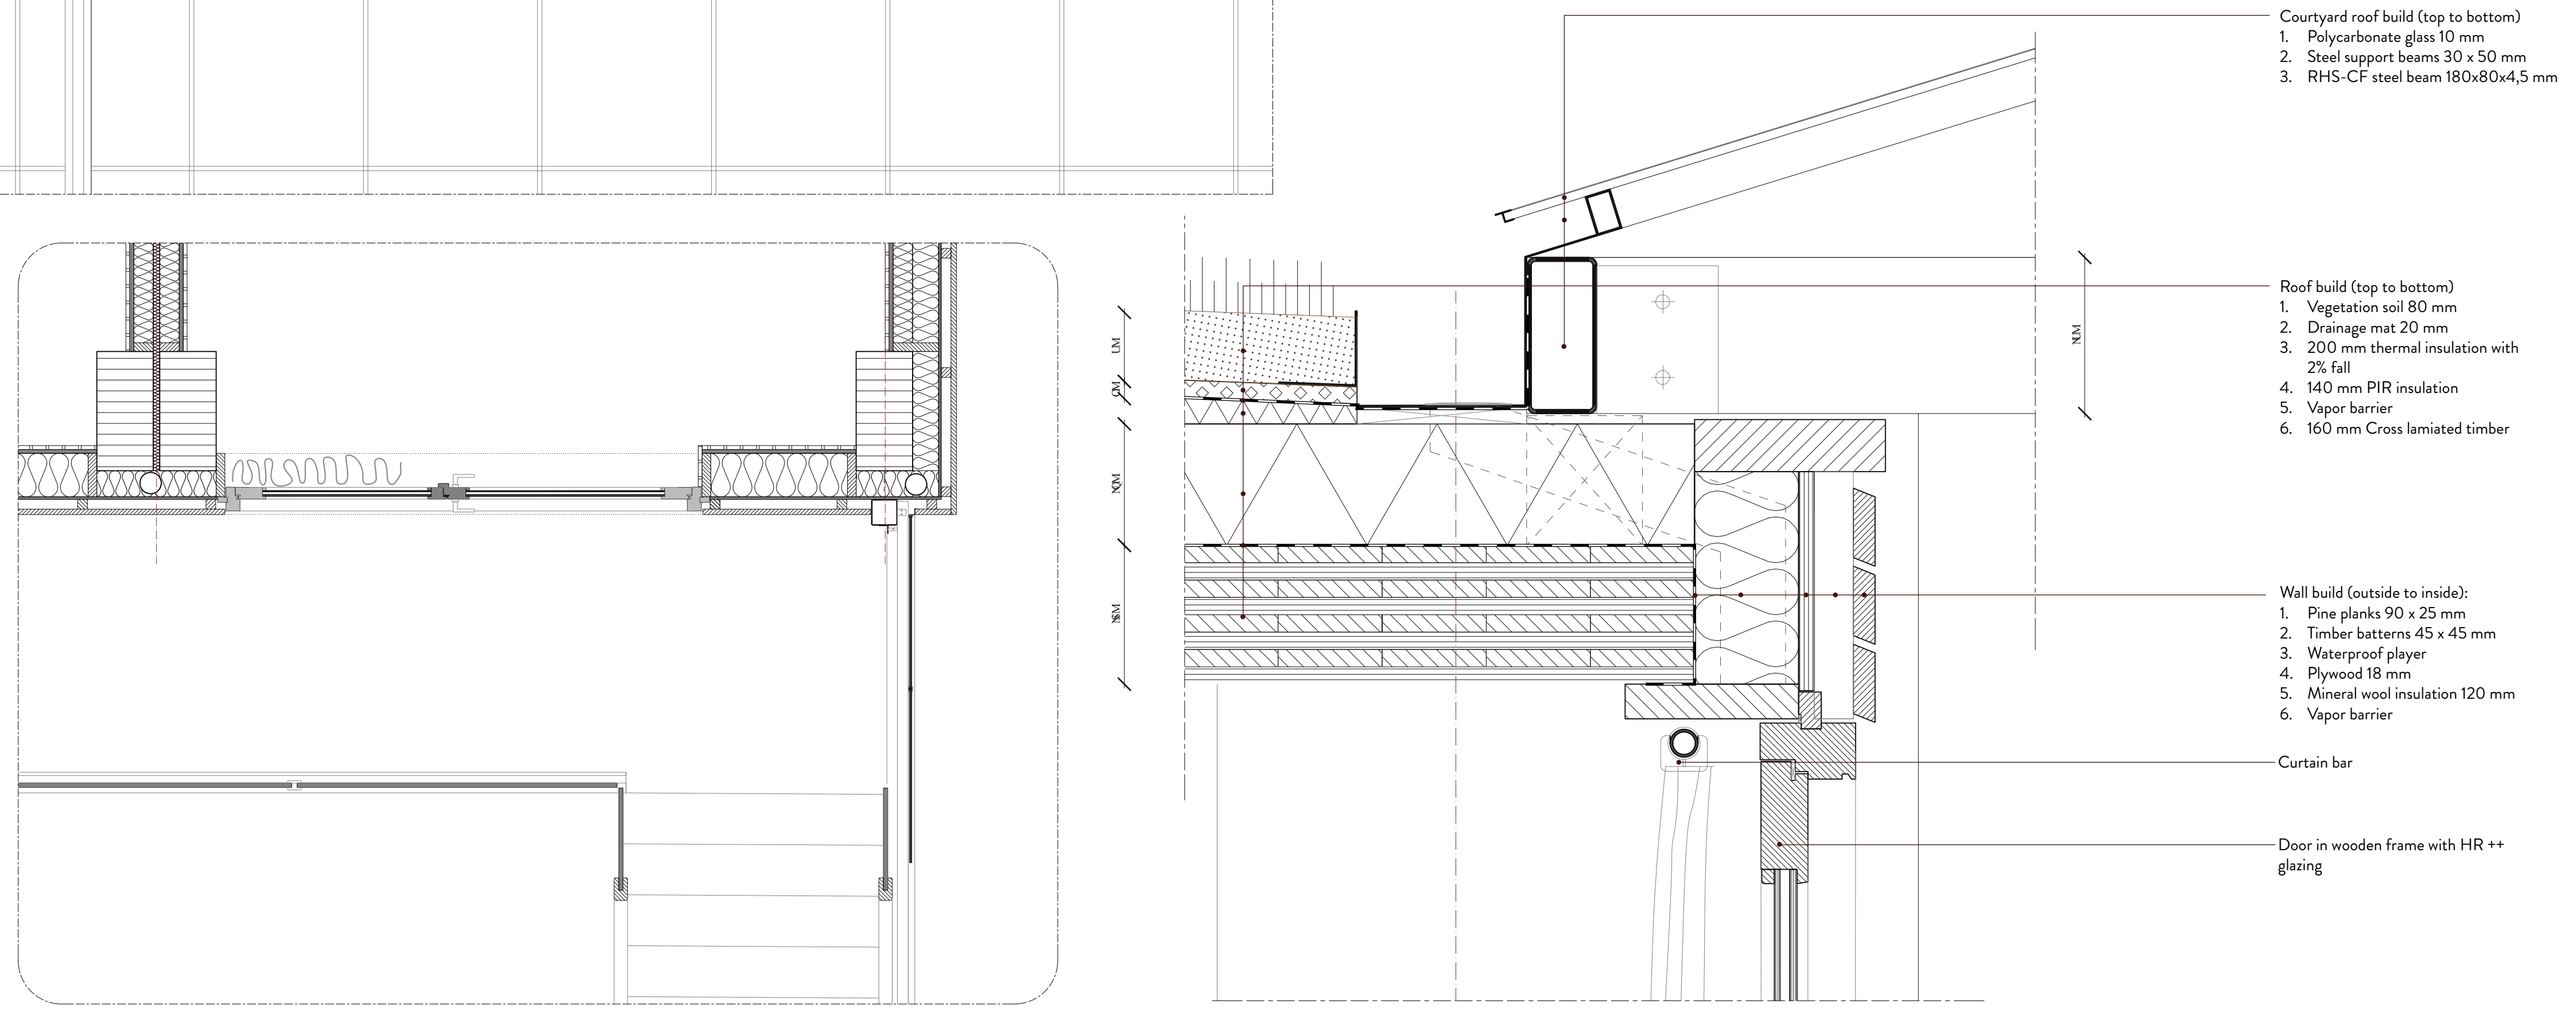 Courtyard roof build (top to bottom)
1. Polycarbonate glass 10 mm
2. Steel support beams 30 x 50 mm
3. RHS-CF steel beam 180x80x4,5 mm
Roof build (top to bottom)
1. Vegetation soil 80 mm
2. Drainage mat 20 mm
3. 200 mm thermal insulation with
2% fall
4. 140 mm PIR insulation
5. Vapor barrier
6. 160 mm Cross lamiated timber
Wall build (outside to inside):
1. Pine planks 90 x 25 mm
2. Timber batterns 45 x 45 mm
3. Waterproof player
4. Plywood 18 mm
5. Mineral wool insulation 120 mm
6. Vapor barrier
Curtain bar
Door in wooden frame with HR ++
glazing